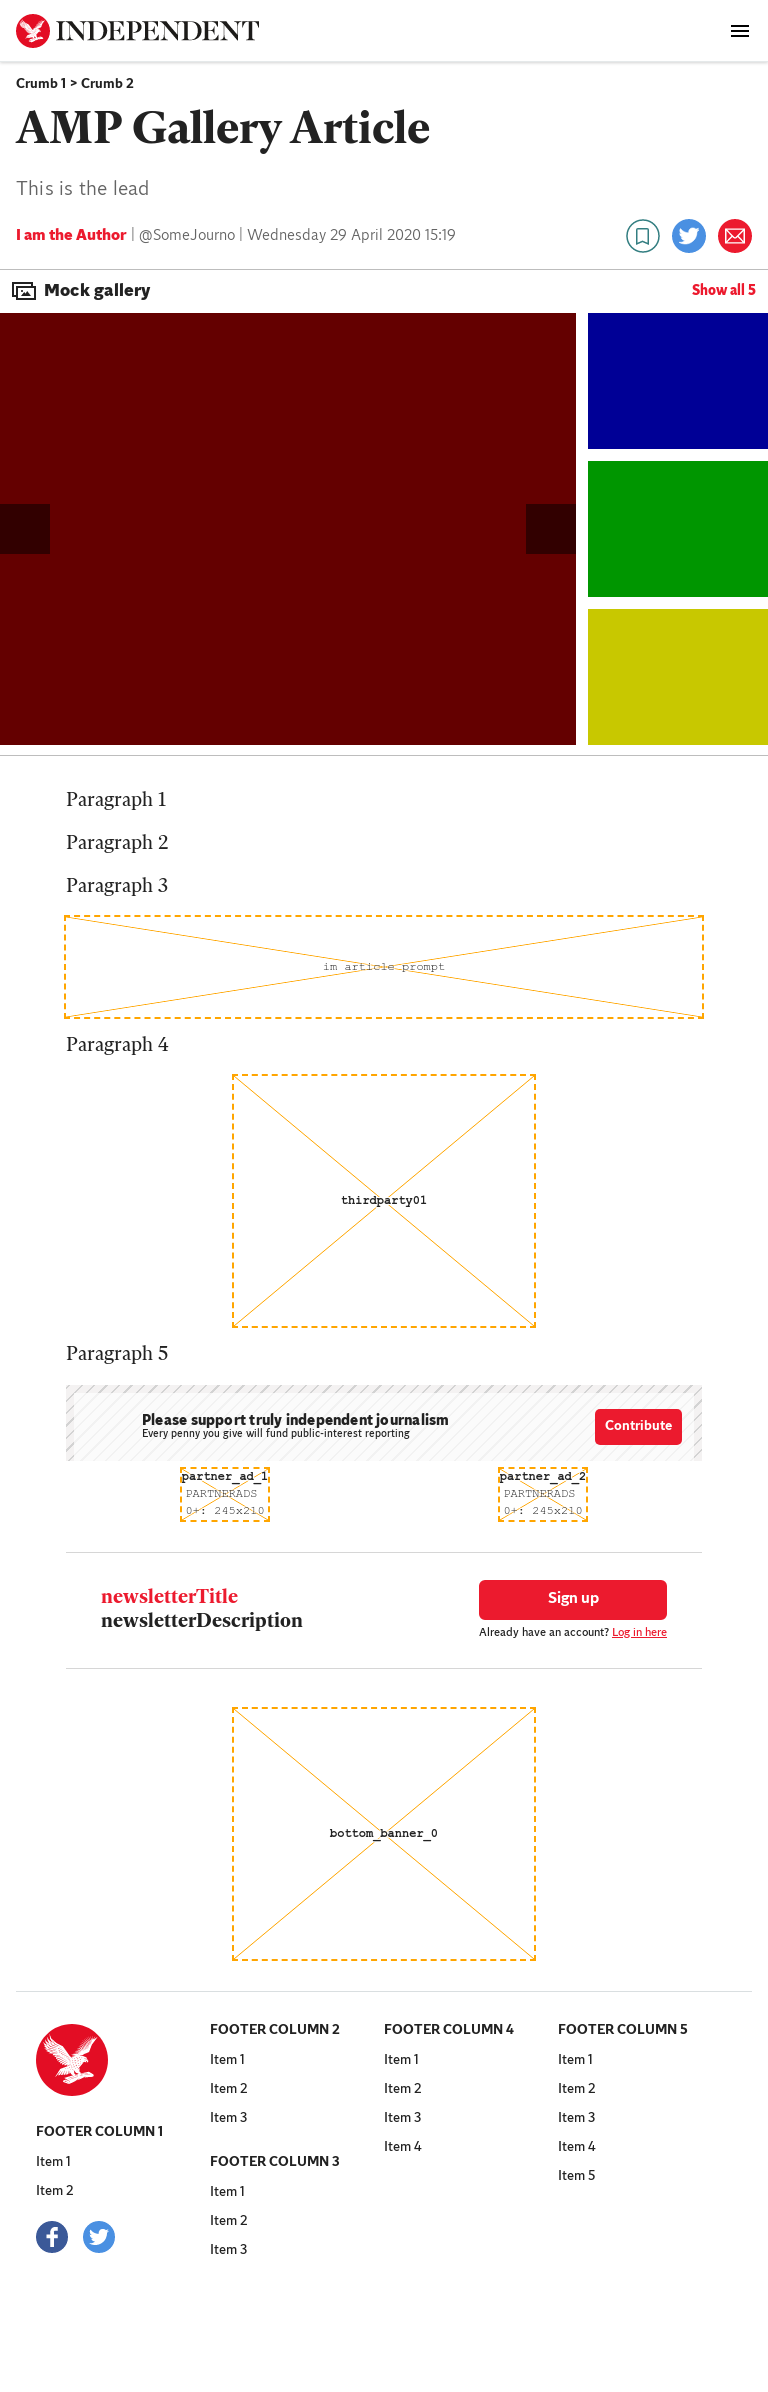 INDEPENDENT
Crumb 1 > Crumb 2
AMP Gallery Article
This is the lead
I am the Author | @SomeJourno | Wednesday 29 April 2020 15:19
Mock gallery
Show all 5
Paragraph 1
Paragraph 2
Paragraph 3
im article prompt
Paragraph 4
thirdparty01
Paragraph 5
Please support truly independent journalism
Every penny you give will fund public-interest reporting
Contribute
partner_ad_1
PARTNERADS
0+: 245x210
partner_ad_2
PARTNERADS
0+: 245x210
newsletterTitle
newsletterDescription
Sign up
Already have an account? Log in here
bottom_banner_0
FOOTER COLUMN 1
Item 1
Item 2
FOOTER COLUMN 2
Item 1
Item 2
Item 3
FOOTER COLUMN 3
Item 1
Item 2
Item 3
FOOTER COLUMN 4
Item 1
Item 2
Item 3
Item 4
FOOTER COLUMN 5
Item 1
Item 2
Item 3
Item 4
Item 5